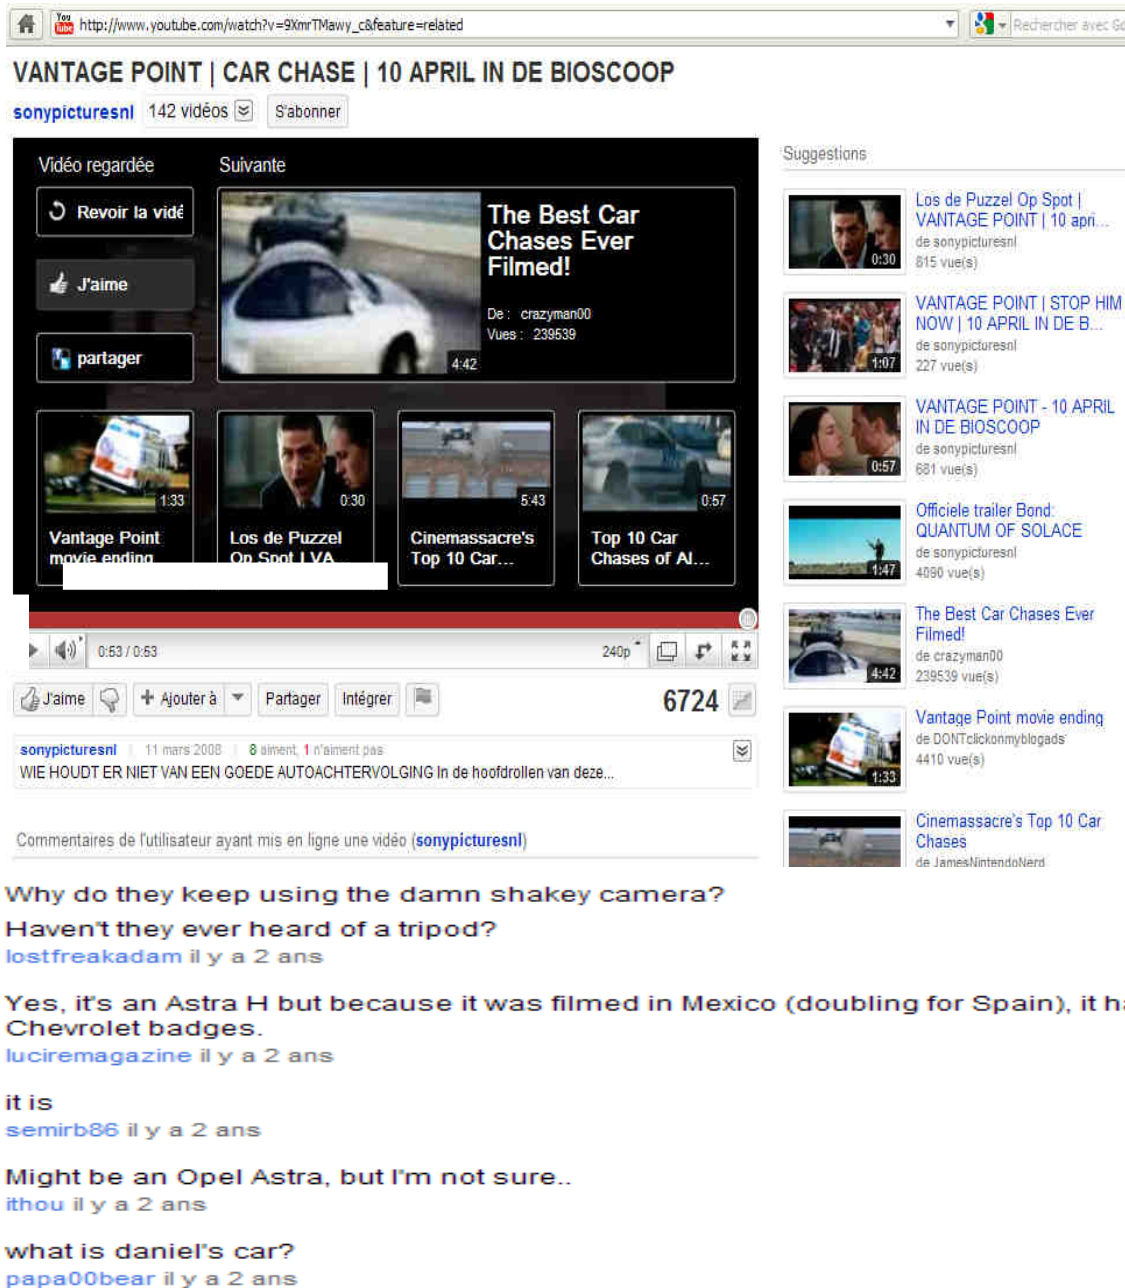 You Tube http://www.youtube.com/watch?v=9XmrTMawy_c&feature=related Rechercher avec Go
VANTAGE POINT | CAR CHASE | 10 APRIL IN DE BIOSCOOP
sonypicturesnl 142 vidéos S'abonner
Vidéo regardée Suivante
Revoir la vidé
J'aime
partager
The Best Car
Chases Ever
Filmed!
De : crazyman00
Vues : 239539
4:42
1:33
Vantage Point
movie ending
0:30
Los de Puzzel
Op Spot | VA...
5:43
Cinemassacre's
Top 10 Car...
0:57
Top 10 Car
Chases of Al...
0:53 / 0:53 240p
J'aime Ajouter à Partager Intégrer 6724
sonypicturesnl | 11 mars 2008 | 8 aiment, 1 n'aiment pas
WIE HOUDT ER NIET VAN EEN GOEDE AUTOACHTERVOLGING In de hoofdrollen van deze...
Commentaires de l'utilisateur ayant mis en ligne une vidéo (sonypicturesnl)
Suggestions
0:30
Los de Puzzel Op Spot |
VANTAGE POINT | 10 apri...
de sonypicturesnl
815 vue(s)
1:07
VANTAGE POINT | STOP HIM
NOW | 10 APRIL IN DE B...
de sonypicturesnl
227 vue(s)
0:57
VANTAGE POINT - 10 APRIL
IN DE BIOSCOOP
de sonypicturesnl
681 vue(s)
1:47
Officiele trailer Bond:
QUANTUM OF SOLACE
de sonypicturesnl
4090 vue(s)
4:42
The Best Car Chases Ever
Filmed!
de crazyman00
239539 vue(s)
1:33
Vantage Point movie ending
de DONTclickonmyblogads
4410 vue(s)
Cinemassacre's Top 10 Car
Chases
de JamesNintendoNerd
Why do they keep using the damn shakey camera?
Haven't they ever heard of a tripod?
lostfreakadam il y a 2 ans
Yes, it's an Astra H but because it was filmed in Mexico (doubling for Spain), it ha
Chevrolet badges.
luciremagazine il y a 2 ans
it is
semirb86 il y a 2 ans
Might be an Opel Astra, but I'm not sure..
ithou il y a 2 ans
what is daniel's car?
papa00bear il y a 2 ans